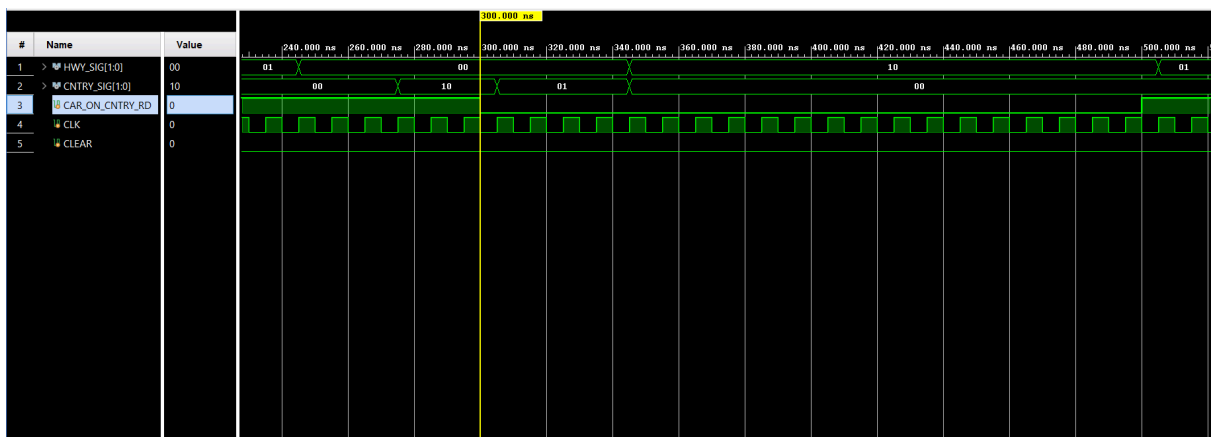 300.000 ns
# Name Value
240.000 ns 260.000 ns 280.000 ns 300.000 ns 320.000 ns 340.000 ns 360.000 ns 380.000 ns 400.000 ns 420.000 ns 440.000 ns 460.000 ns 480.000 ns 500.000 ns
1 > HWY_SIG[1:0] 00 01 00 10 01
2 > CNTRY_SIG[1:0] 10 00 10 01 00
3 CAR_ON_CNTRY_RD 0
4 CLK 0
5 CLEAR 0